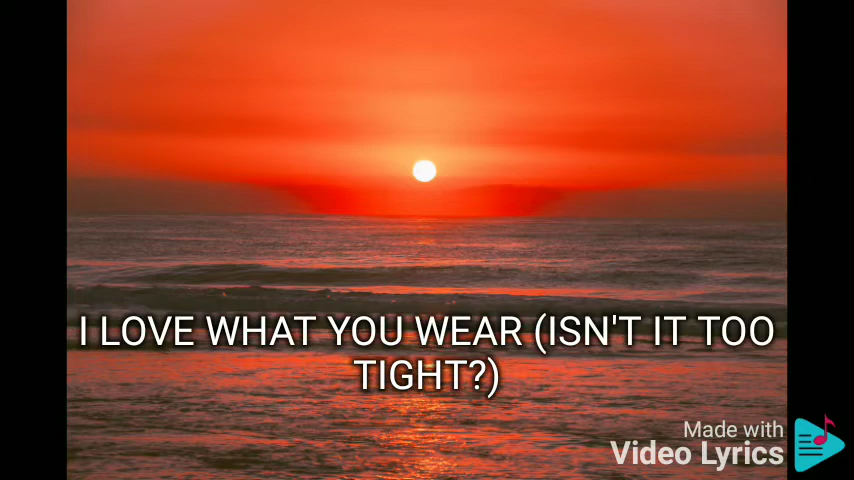 I LOVE WHAT YOU WEAR (ISN'T IT TOO
TIGHT?)
Made with
Video Lyrics